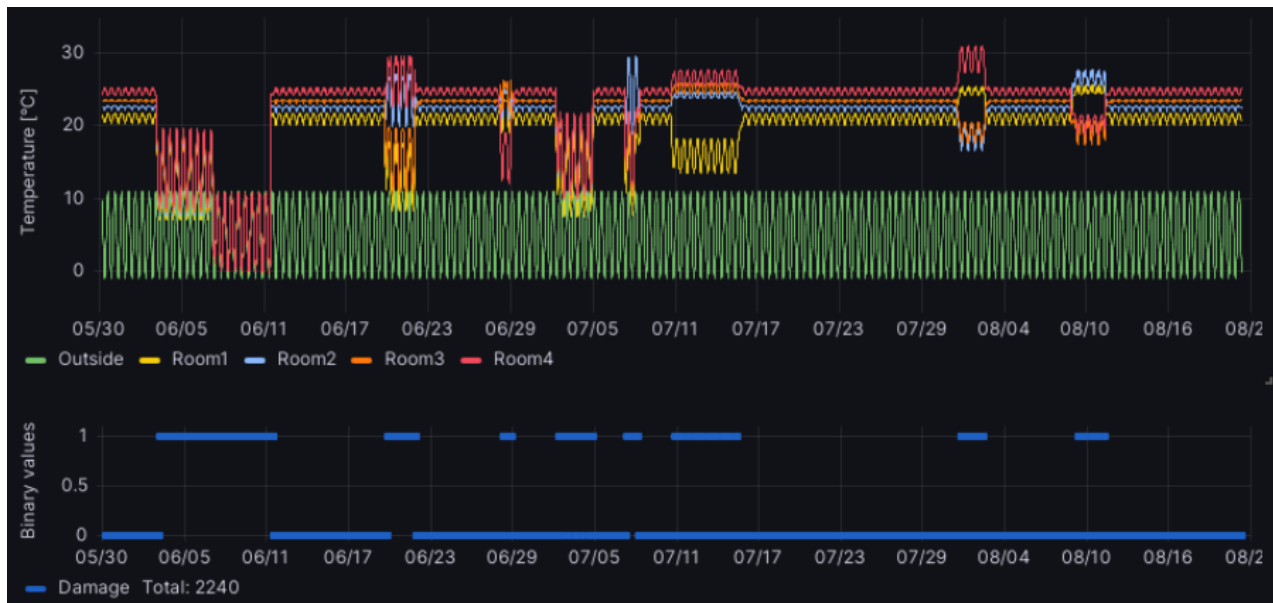 Temperature [°C]
30
20
10
0
05/30 06/05 06/11 06/17 06/23 06/29 07/05 07/11 07/17 07/23 07/29 08/04 08/10 08/16 08/2
Outside Room1 Room2 Room3 Room4
Binary values
1
0.5
0
05/30 06/05 06/11 06/17 06/23 06/29 07/05 07/11 07/17 07/23 07/29 08/04 08/10 08/16 08/2
Damage Total: 2240